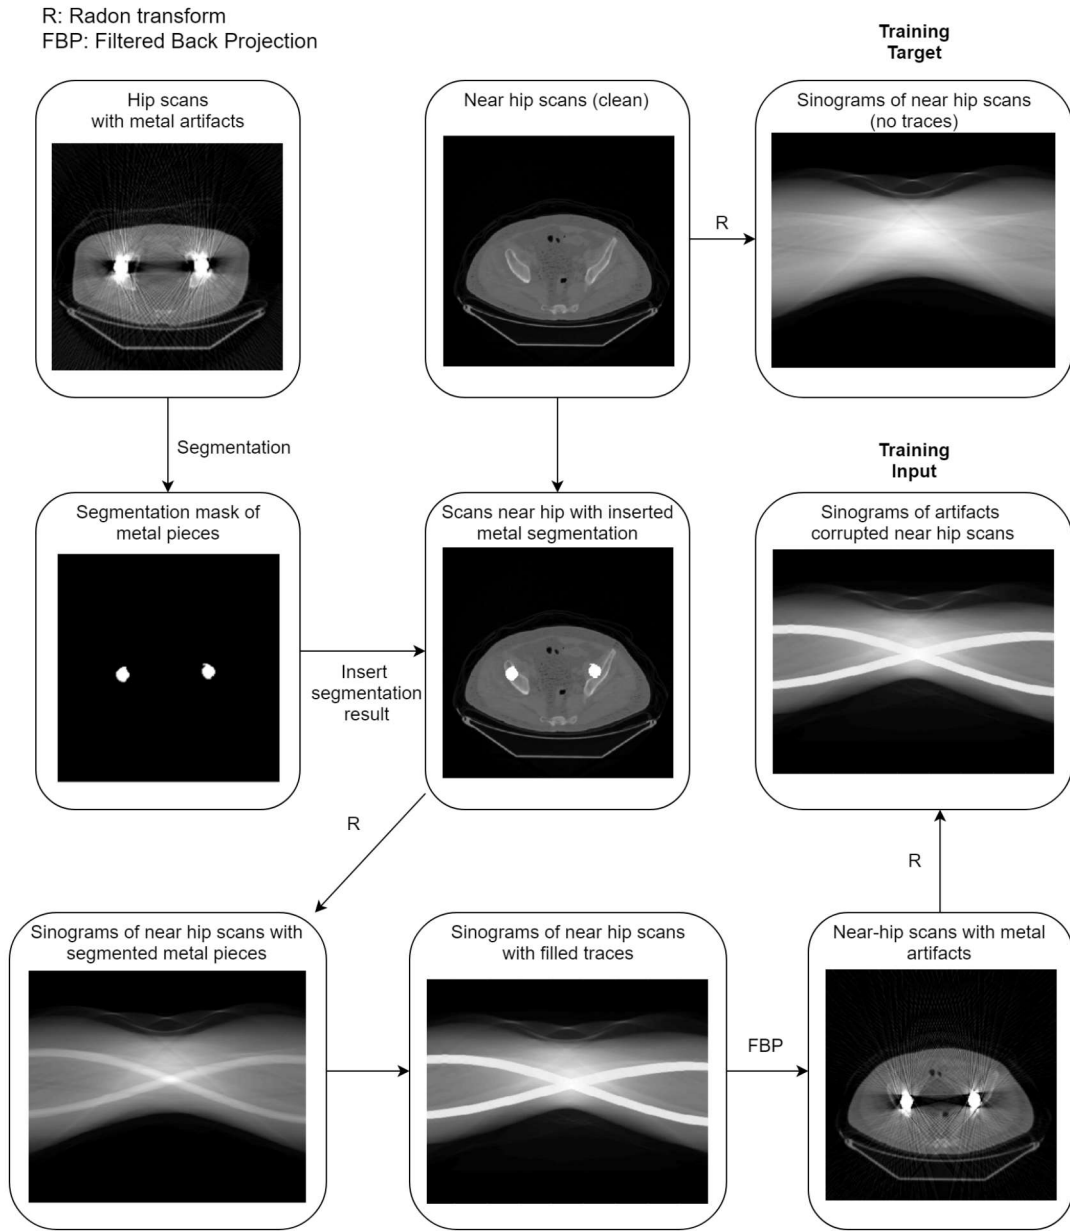 R: Radon transform
FBP: Filtered Back Projection
Training
Target
Hip scans
with metal artifacts
Near hip scans (clean)
Sinograms of near hip scans
(no traces)
R
Segmentation
Training
Input
Segmentation mask of
metal pieces
Scans near hip with inserted
metal segmentation
Sinograms of artifacts
corrupted near hip scans
Insert
segmentation
result
R
R
Sinograms of near hip scans with
segmented metal pieces
Sinograms of near hip scans
with filled traces
FBP
Near-hip scans with metal
artifacts